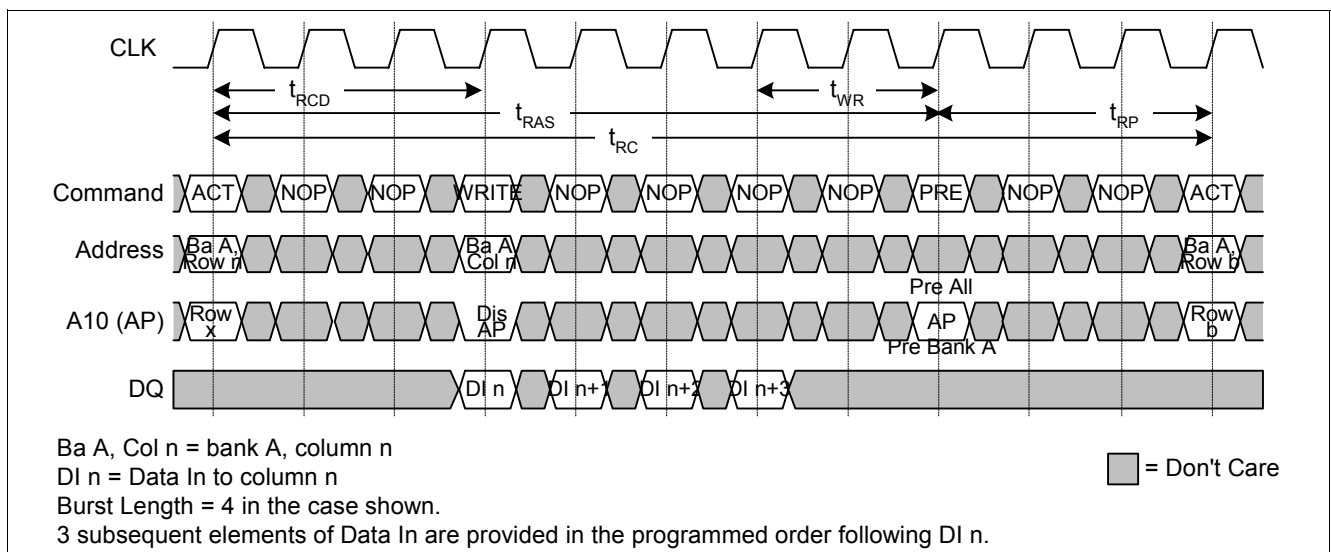 CLK
tRCD
tWR
tRAS
tRP
tRC
Command ACT NOP NOP WRITE NOP NOP NOP NOP PRE NOP NOP ACT
Address Ba A, Row n Ba A, Col n Ba A, Row b
Pre All
A10 (AP) Row x Dis AP AP Row b
Pre Bank A
DQ DI n DI n+1 DI n+2 DI n+3
Ba A, Col n = bank A, column n
DI n = Data In to column n
= Don't Care
Burst Length = 4 in the case shown.
3 subsequent elements of Data In are provided in the programmed order following DI n.